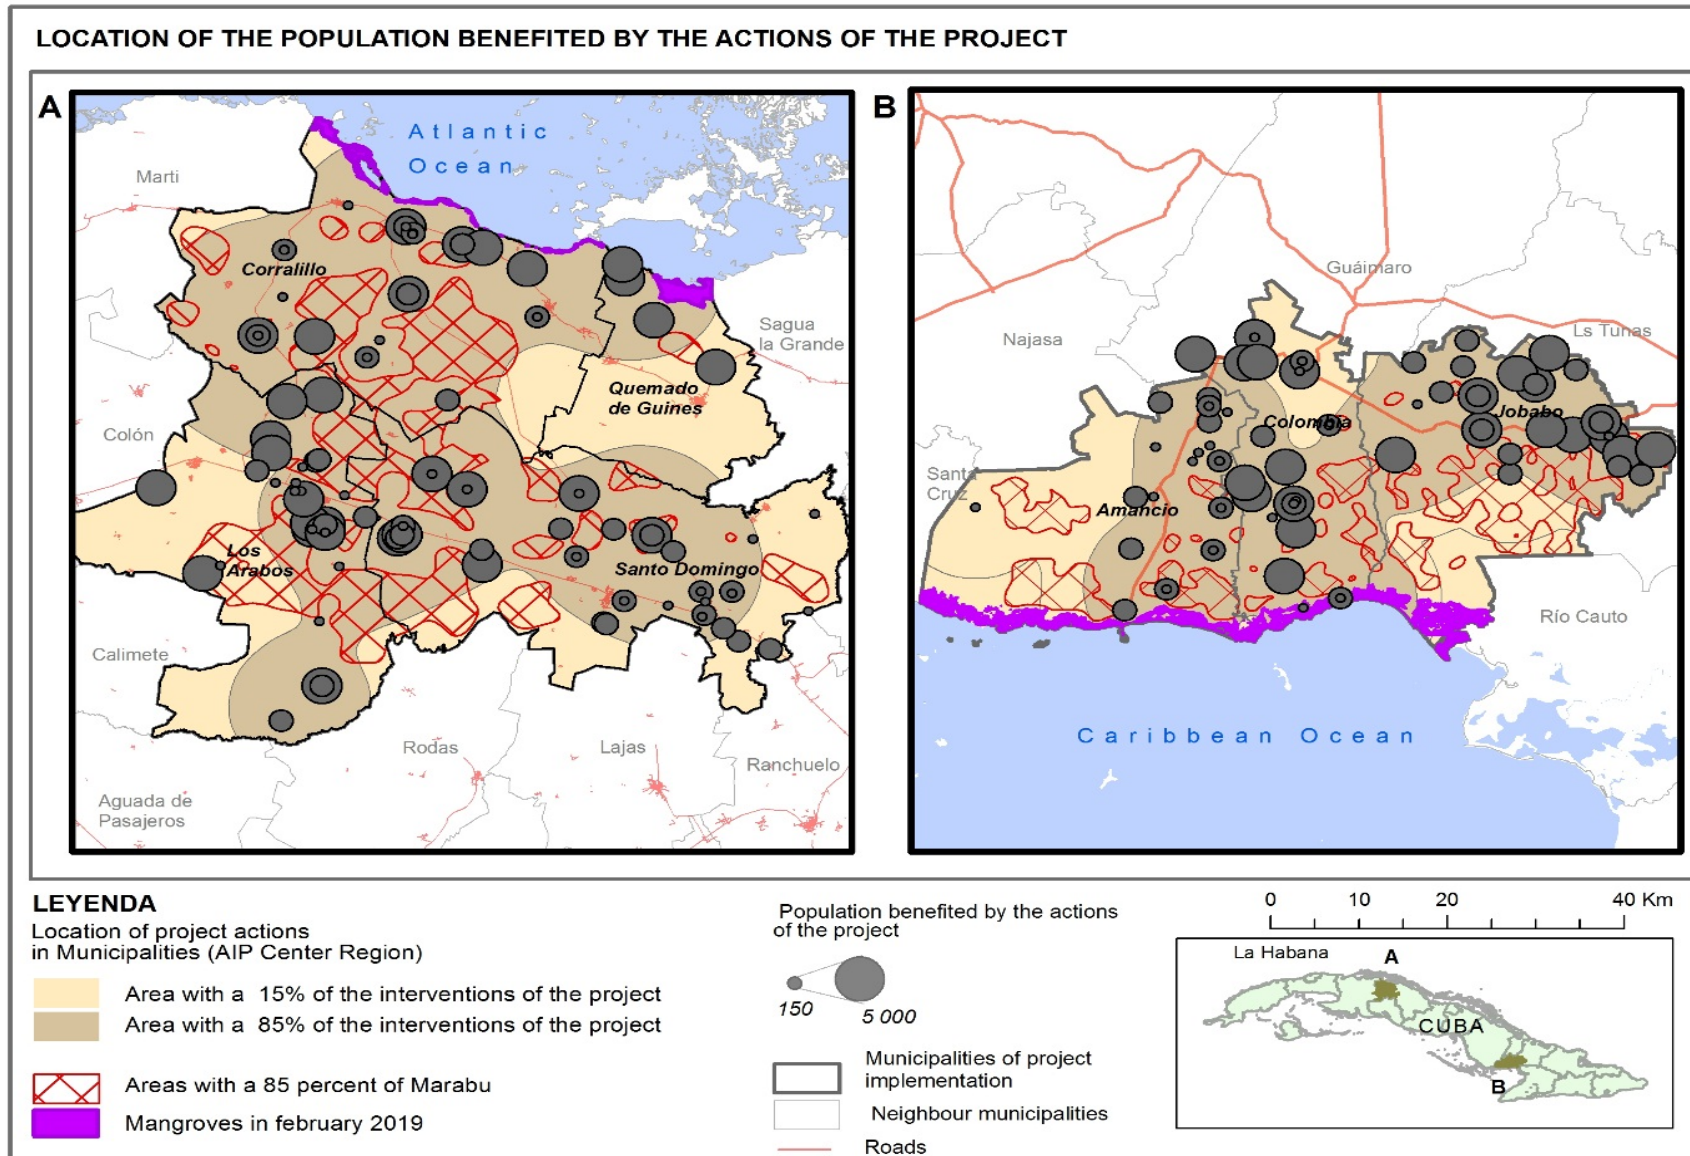 LOCATION OF THE POPULATION BENEFITED BY THE ACTIONS OF THE PROJECT
A
Atlantic
Ocean
Marti
Corralillo
Sagua
la Grande
Quemado
de Guines
Colón
Los
Arabos
Santo Domingo
Calimete
Rodas
Lajas
Ranchuelo
Aguada de
Pasajeros
B
Guáimaro
Najasa
Ls Tunas
Colombia
Jobabo
Santa
Cruz
Amancio
Río Cauto
Caribbean Ocean
LEYENDA
Location of project actions
in Municipalities (AIP Center Region)
Area with a 15% of the interventions of the project
Area with a 85% of the interventions of the project
Areas with a 85 percent of Marabu
Mangroves in february 2019
Population benefited by the actions
of the project
150
5 000
Municipalities of project
implementation
Neighbour municipalities
Roads
0 10 20 40 Km
La Habana
A
CUBA
B